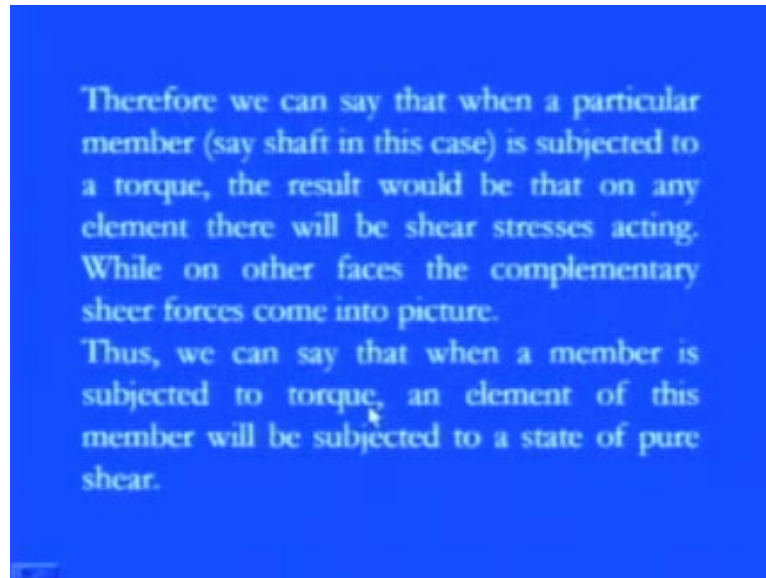 Therefore we can say that when a particular
member (say shaft in this case) is subjected to
a torque, the result would be that on any
element there will be shear stresses acting.
While on other faces the complementary
sheer forces come into picture.
Thus, we can say that when a member is
subjected to torque, an element of this
member will be subjected to a state of pure
shear.